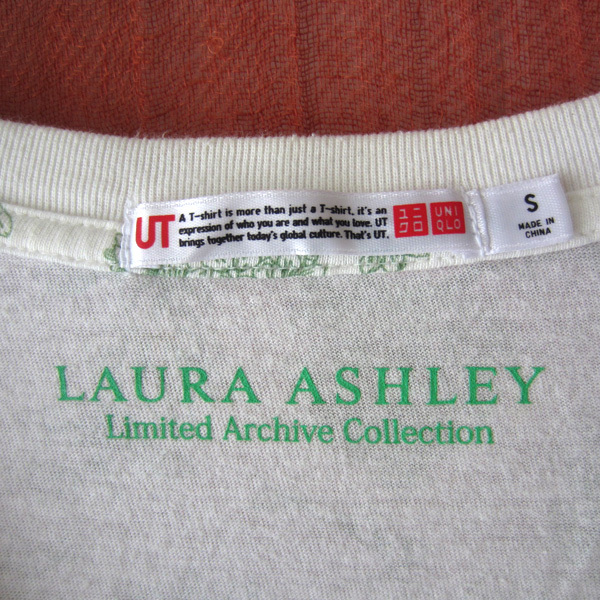 UT
A T-shirt is more than just a T-shirt, it's an
expression of who you are and what you love. UT
brings together today's global culture. That's UT.
ユニ
クロ
UNI
QLO
S
MADE IN
CHINA
LAURA ASHLEY
Limited Archive Collection